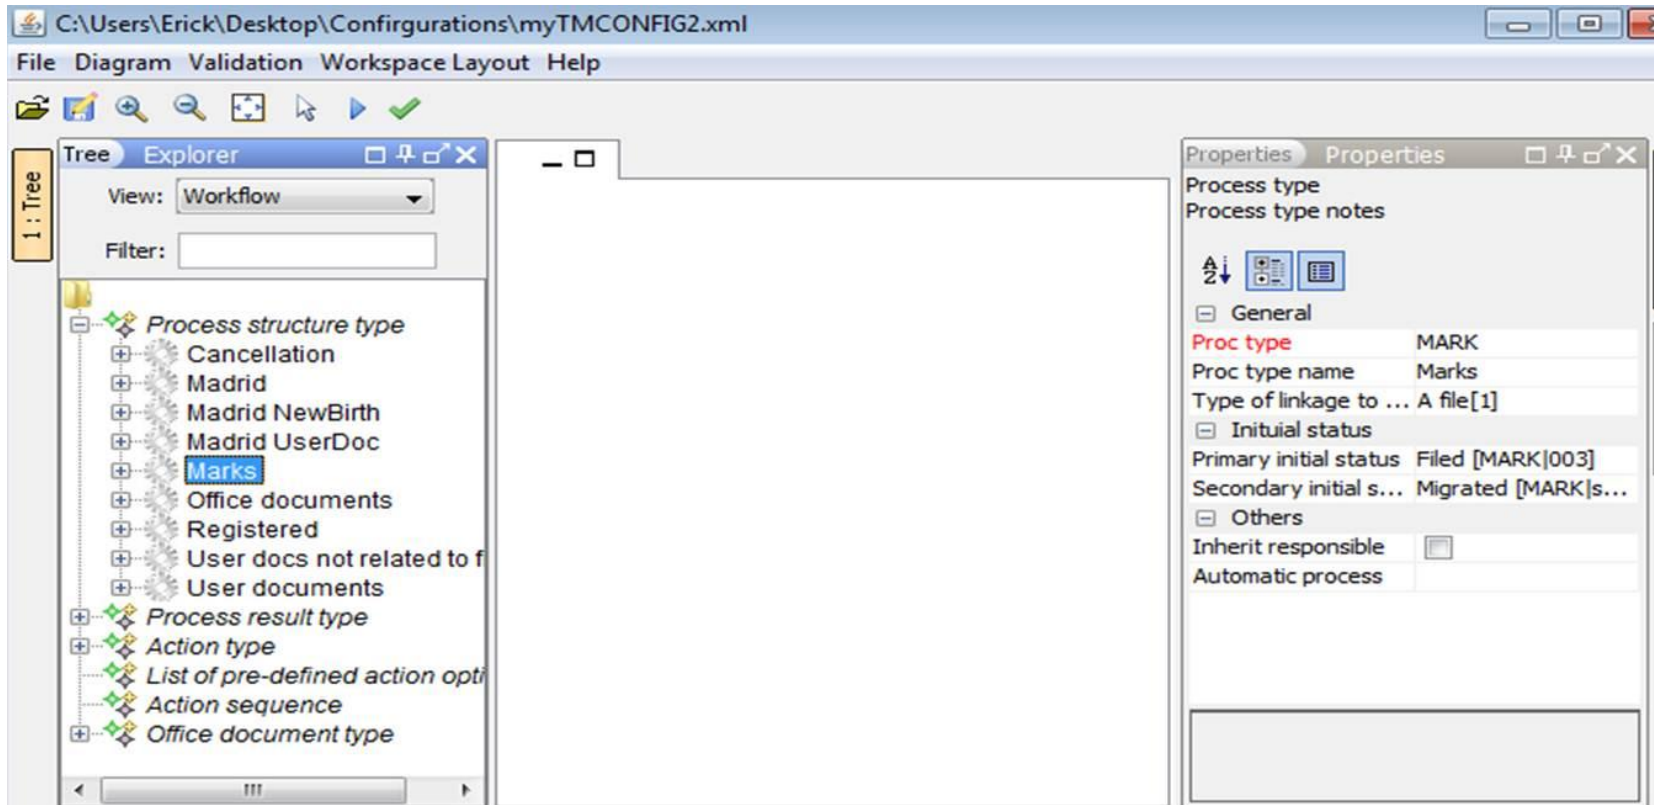 C:\Users\Erick\Desktop\Confirgurations\myTMCONFIG2.xml
File Diagram Validation Workspace Layout Help
1 : Tree
Tree Explorer
View: Workflow
Filter:
Process structure type
Cancellation
Madrid
Madrid NewBirth
Madrid UserDoc
Marks
Office documents
Registered
User docs not related to f
User documents
Process result type
Action type
List of pre-defined action opti
Action sequence
Office document type
Properties Properties
Process type
Process type notes
A Z
General
Proc type MARK
Proc type name Marks
Type of linkage to ... A file[1]
Inituial status
Primary initial status Filed [MARK|003]
Secondary initial s... Migrated [MARK|s...
Others
Inherit responsible
Automatic process